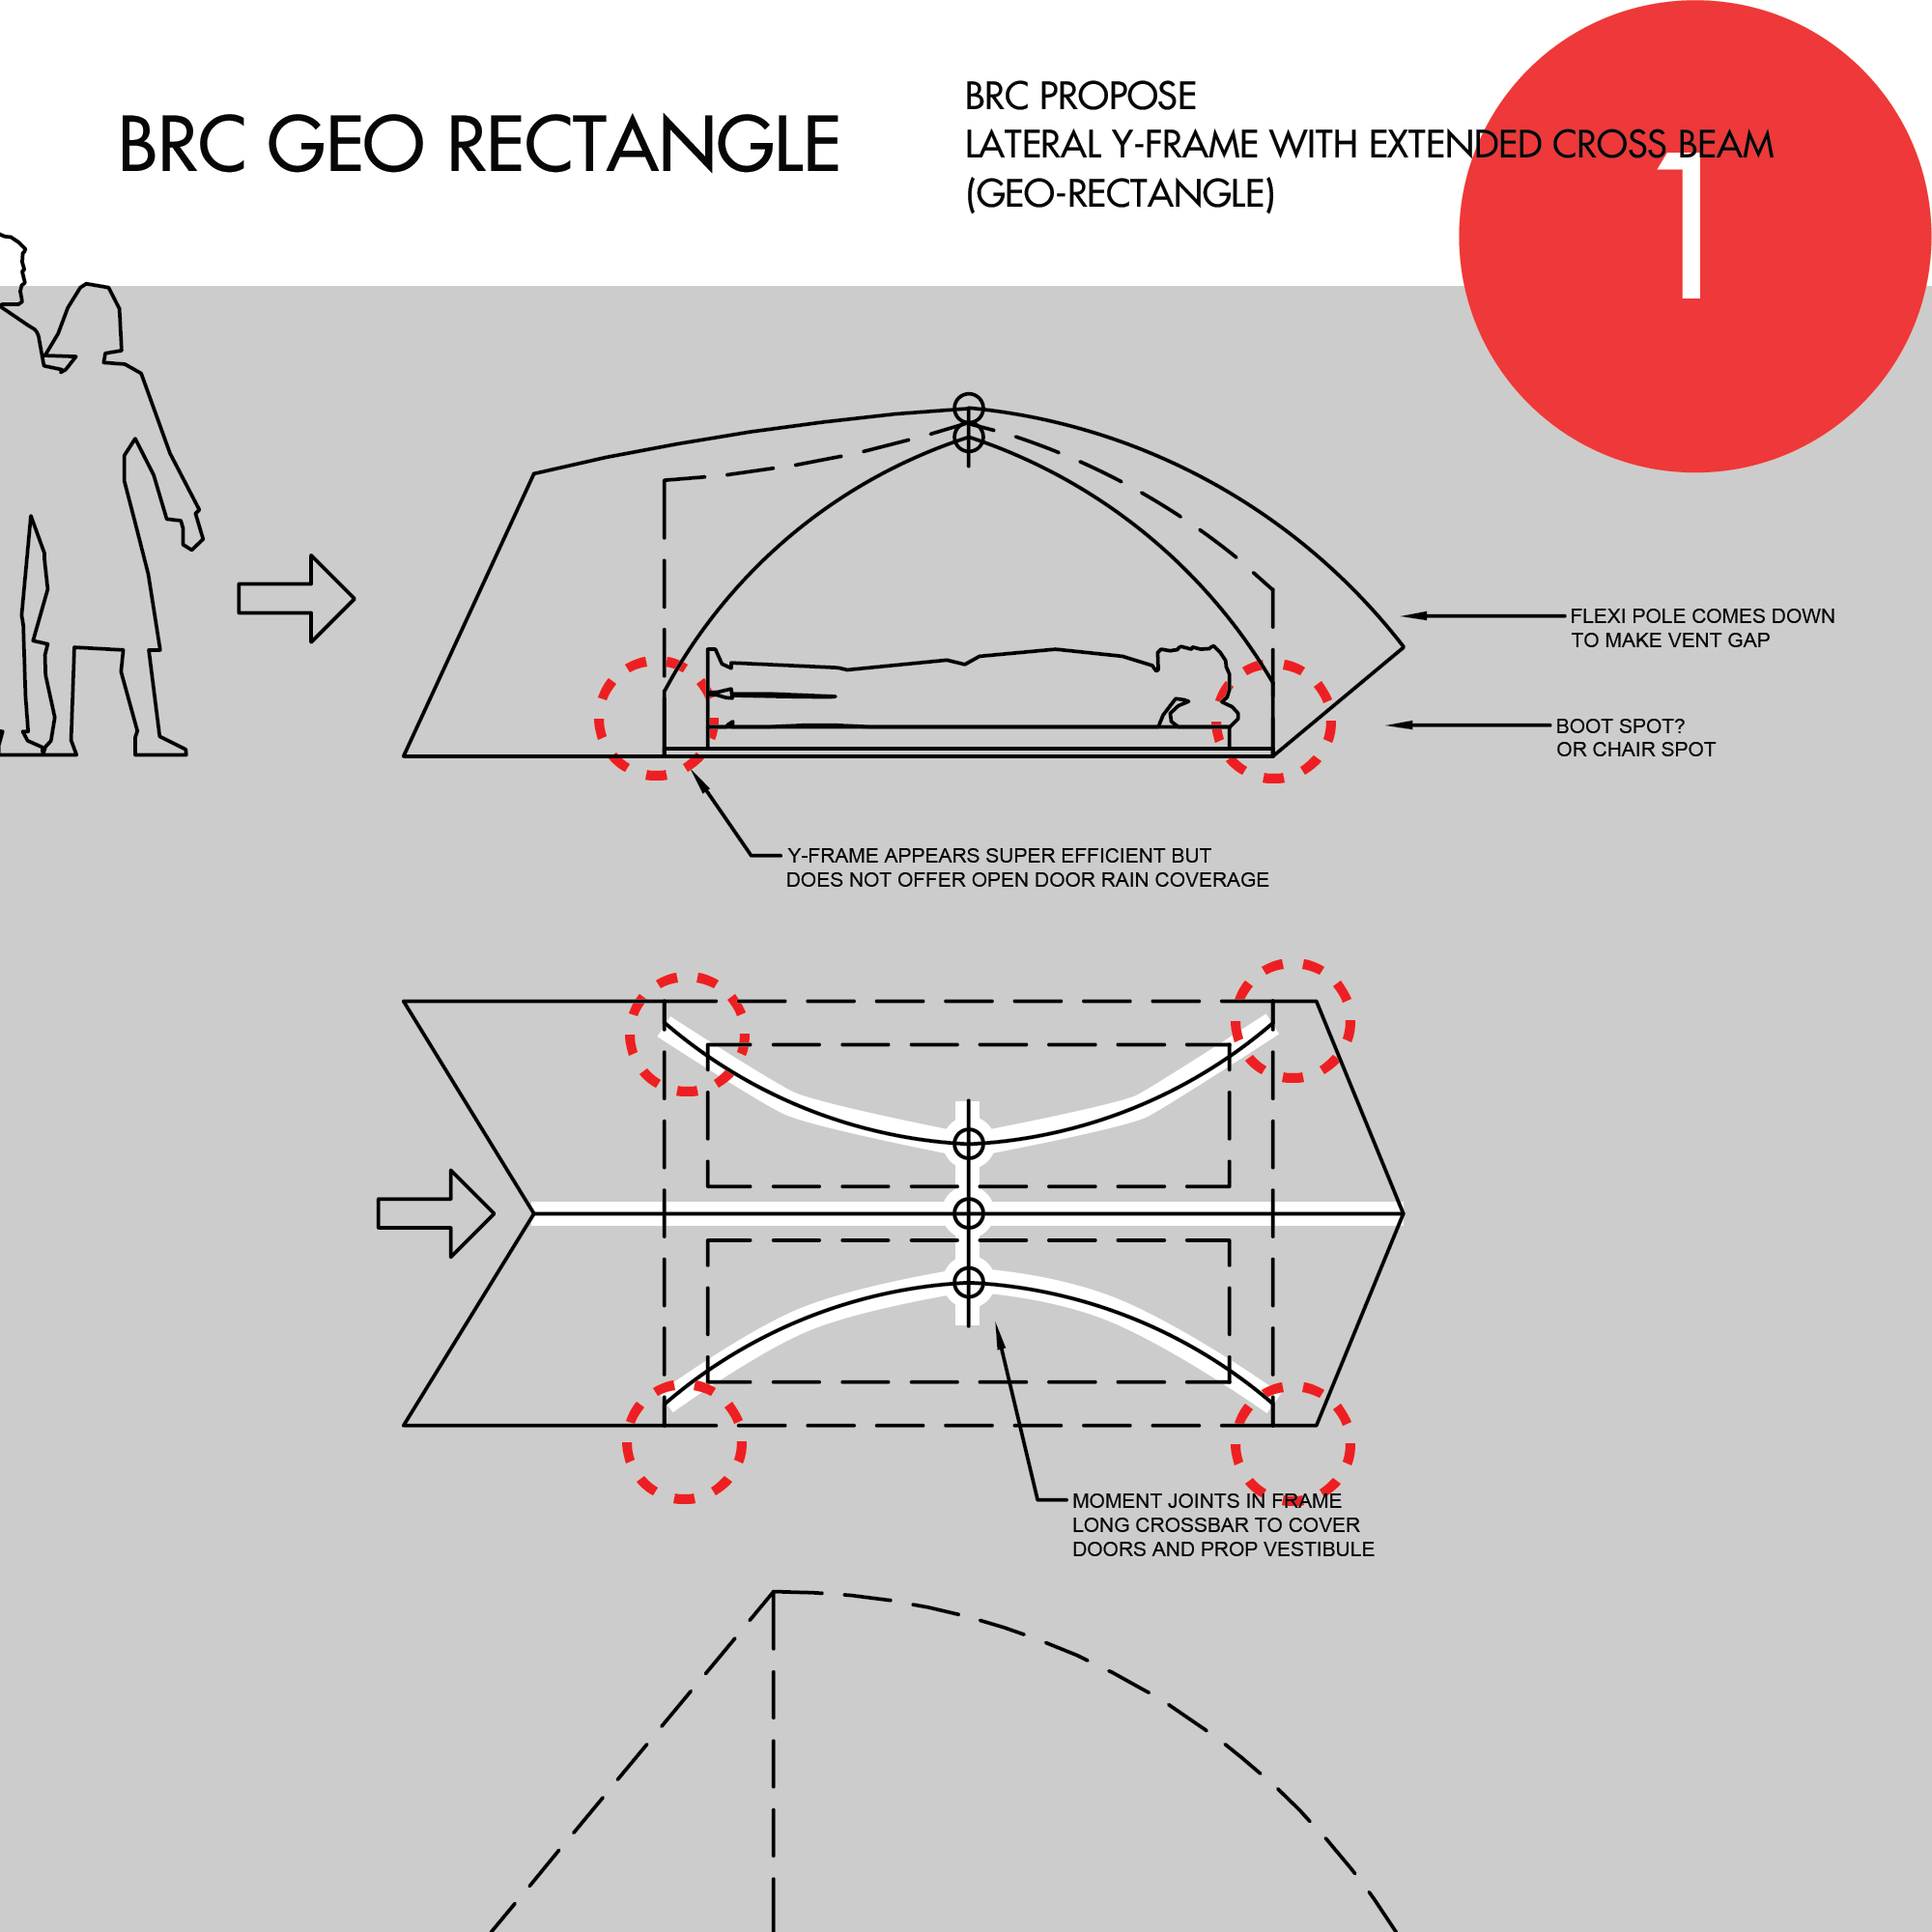 BRC GEO RECTANGLE
BRC PROPOSE
LATERAL Y-FRAME WITH EXTENDED CROSS BEAM
(GEO-RECTANGLE)
1
FLEXI POLE COMES DOWN
TO MAKE VENT GAP
BOOT SPOT?
OR CHAIR SPOT
Y-FRAME APPEARS SUPER EFFICIENT BUT
DOES NOT OFFER OPEN DOOR RAIN COVERAGE
MOMENT JOINTS IN FRAME
LONG CROSSBAR TO COVER
DOORS AND PROP VESTIBULE